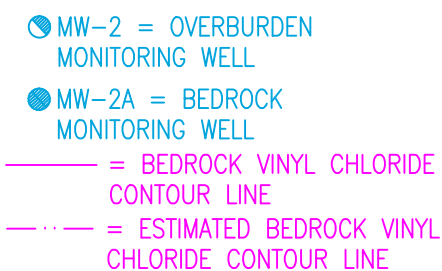 MW-2 = OVERBURDEN
MONITORING WELL
MW-2A = BEDROCK
MONITORING WELL
= BEDROCK VINYL CHLORIDE
CONTOUR LINE
= ESTIMATED BEDROCK VINYL
CHLORIDE CONTOUR LINE